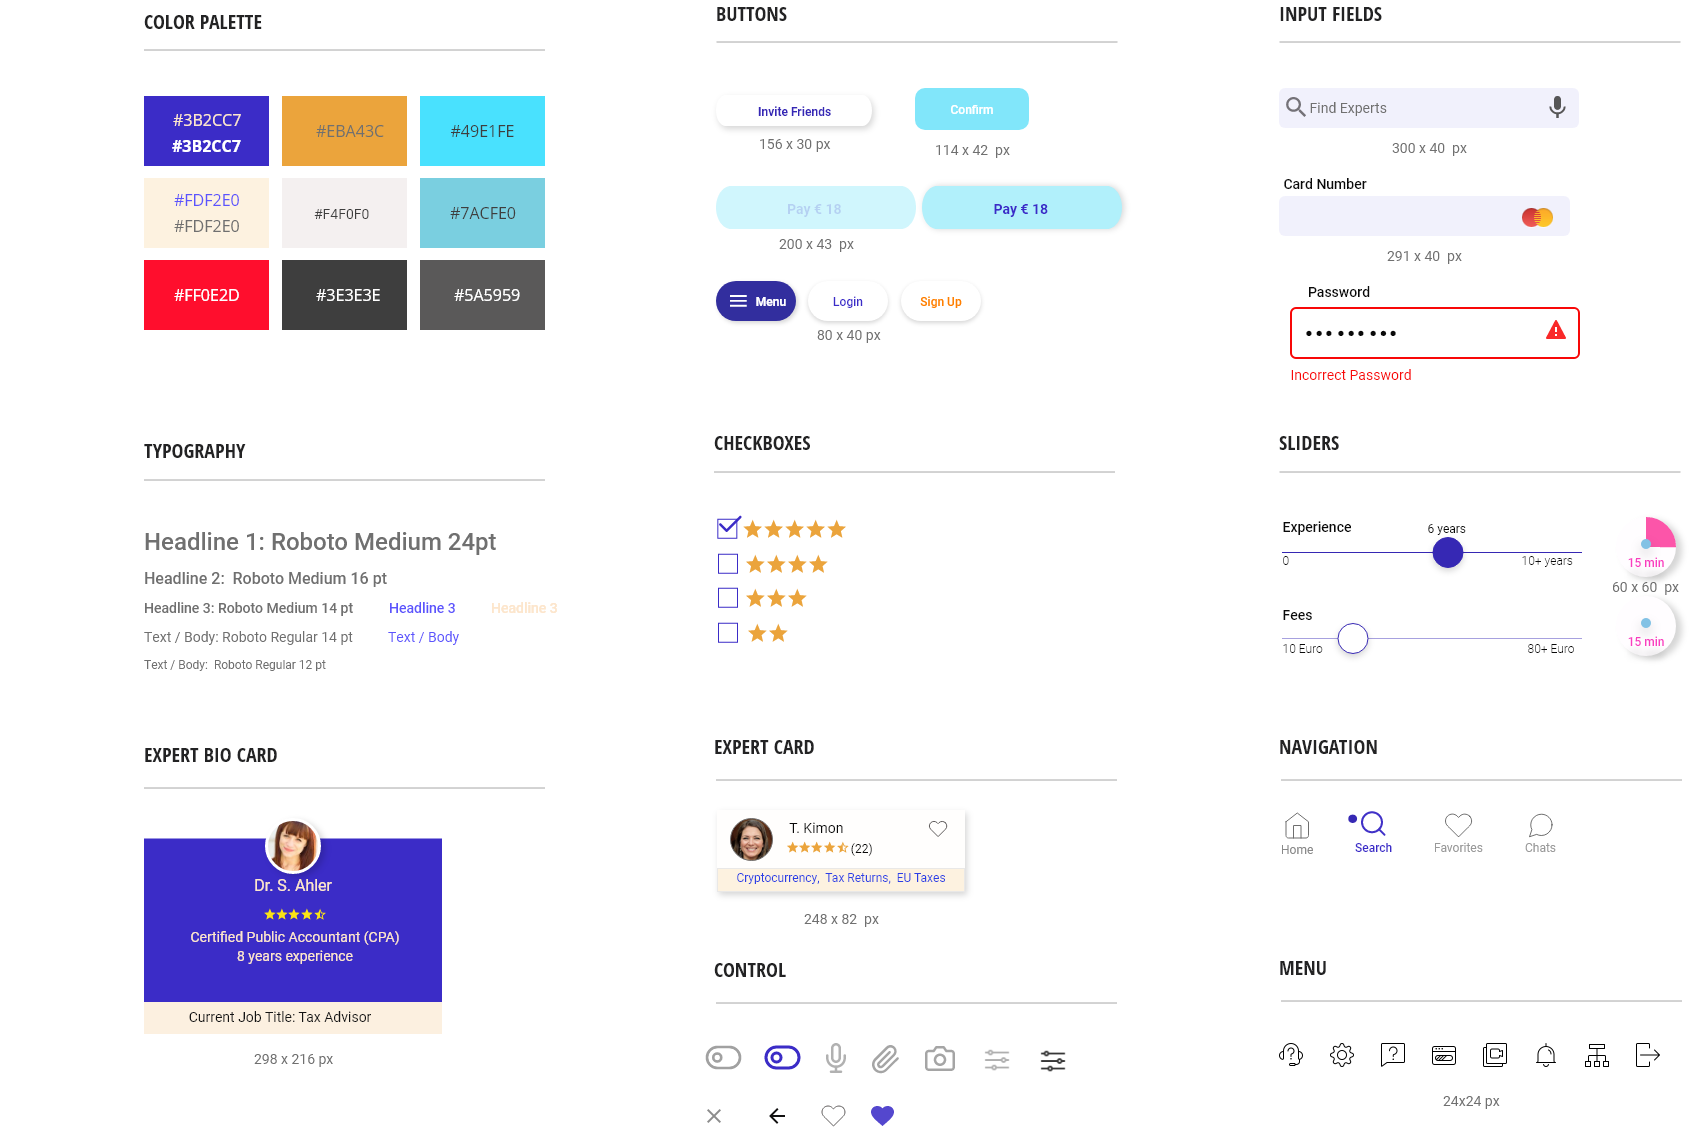 COLOR PALETTE
#3B2CC7
#3B2CC7
#EBA43C
#49E1FE
#FDF2E0
#FDF2E0
#F4F0F0
#7ACFE0
#FF0E2D
#3E3E3E
#5A5959
BUTTONS
Invite Friends
156 x 30 px
Confirm
114 x 42 px
Pay € 18
Pay € 18
200 x 43 px
Menu
Login
Sign Up
80 x 40 px
INPUT FIELDS
Find Experts
300 x 40 px
Card Number
291 x 40 px
Password
Incorrect Password
TYPOGRAPHY
Headline 1: Roboto Medium 24pt
Headline 2: Roboto Medium 16 pt
Headline 3: Roboto Medium 14 pt Headline 3 Headline 3
Text / Body: Roboto Regular 14 pt Text / Body
Text / Body: Roboto Regular 12 pt
CHECKBOXES
SLIDERS
Experience
6 years
0
10+ years
15 min
60 x 60 px
Fees
10 Euro
80+ Euro
15 min
EXPERT BIO CARD
Dr. S. Ahler
Certified Public Accountant (CPA)
8 years experience
Current Job Title: Tax Advisor
298 x 216 px
EXPERT CARD
T. Kimon
(22)
Cryptocurrency, Tax Returns, EU Taxes
248 x 82 px
NAVIGATION
Home
Search
Favorites
Chats
CONTROL
MENU
24x24 px